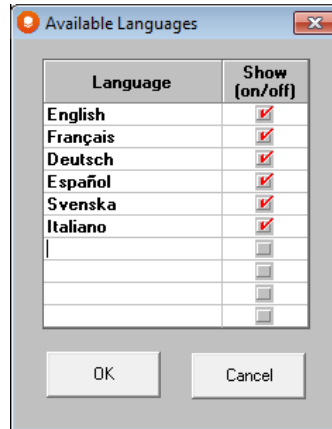 Available Languages
Language Show (on/off)
English
Français
Deutsch
Español
Svenska
Italiano
OK Cancel